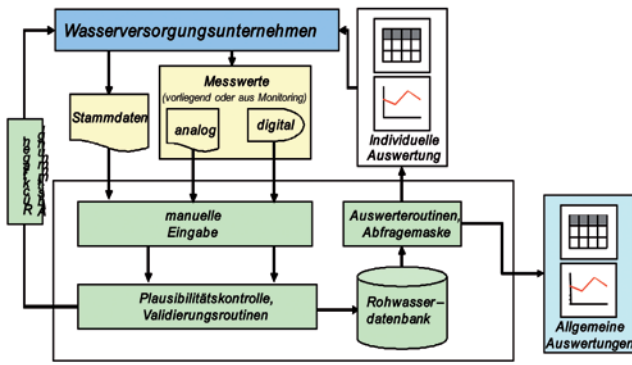 Wasserversorgungsunternehmen
Messwerte
(vorliegend oder aus Monitoring)
Stammdaten
analog
digital
Individuelle
Auswertung
manuelle
Eingabe
Auswerteroutinen,
Abfragemaske
Plausibilitätskontrolle,
Validierungsroutinen
Rohwasser–
datenbank
Allgemeine
Auswertungen